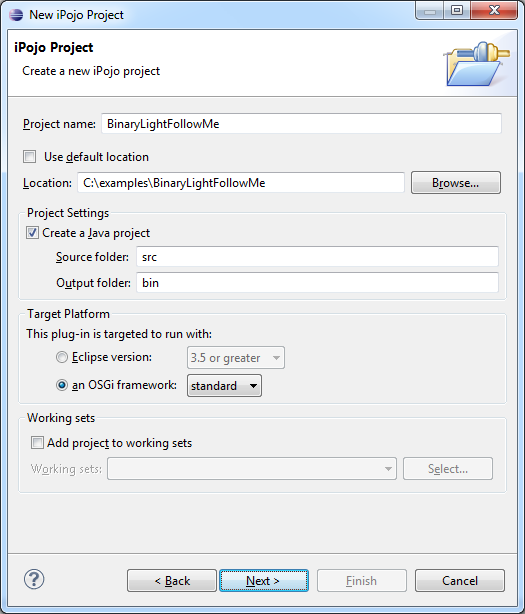 New iPojo Project
iPojo Project
Create a new iPojo project
Project name: BinaryLightFollowMe
Use default location
Location: C:\examples\BinaryLightFollowMe Browse...
Project Settings
Create a Java project
Source folder: src
Output folder: bin
Target Platform
This plug-in is targeted to run with:
Eclipse version: 3.5 or greater
an OSGi framework: standard
Working sets
Add project to working sets
Working sets: Select...
? < Back Next > Finish Cancel